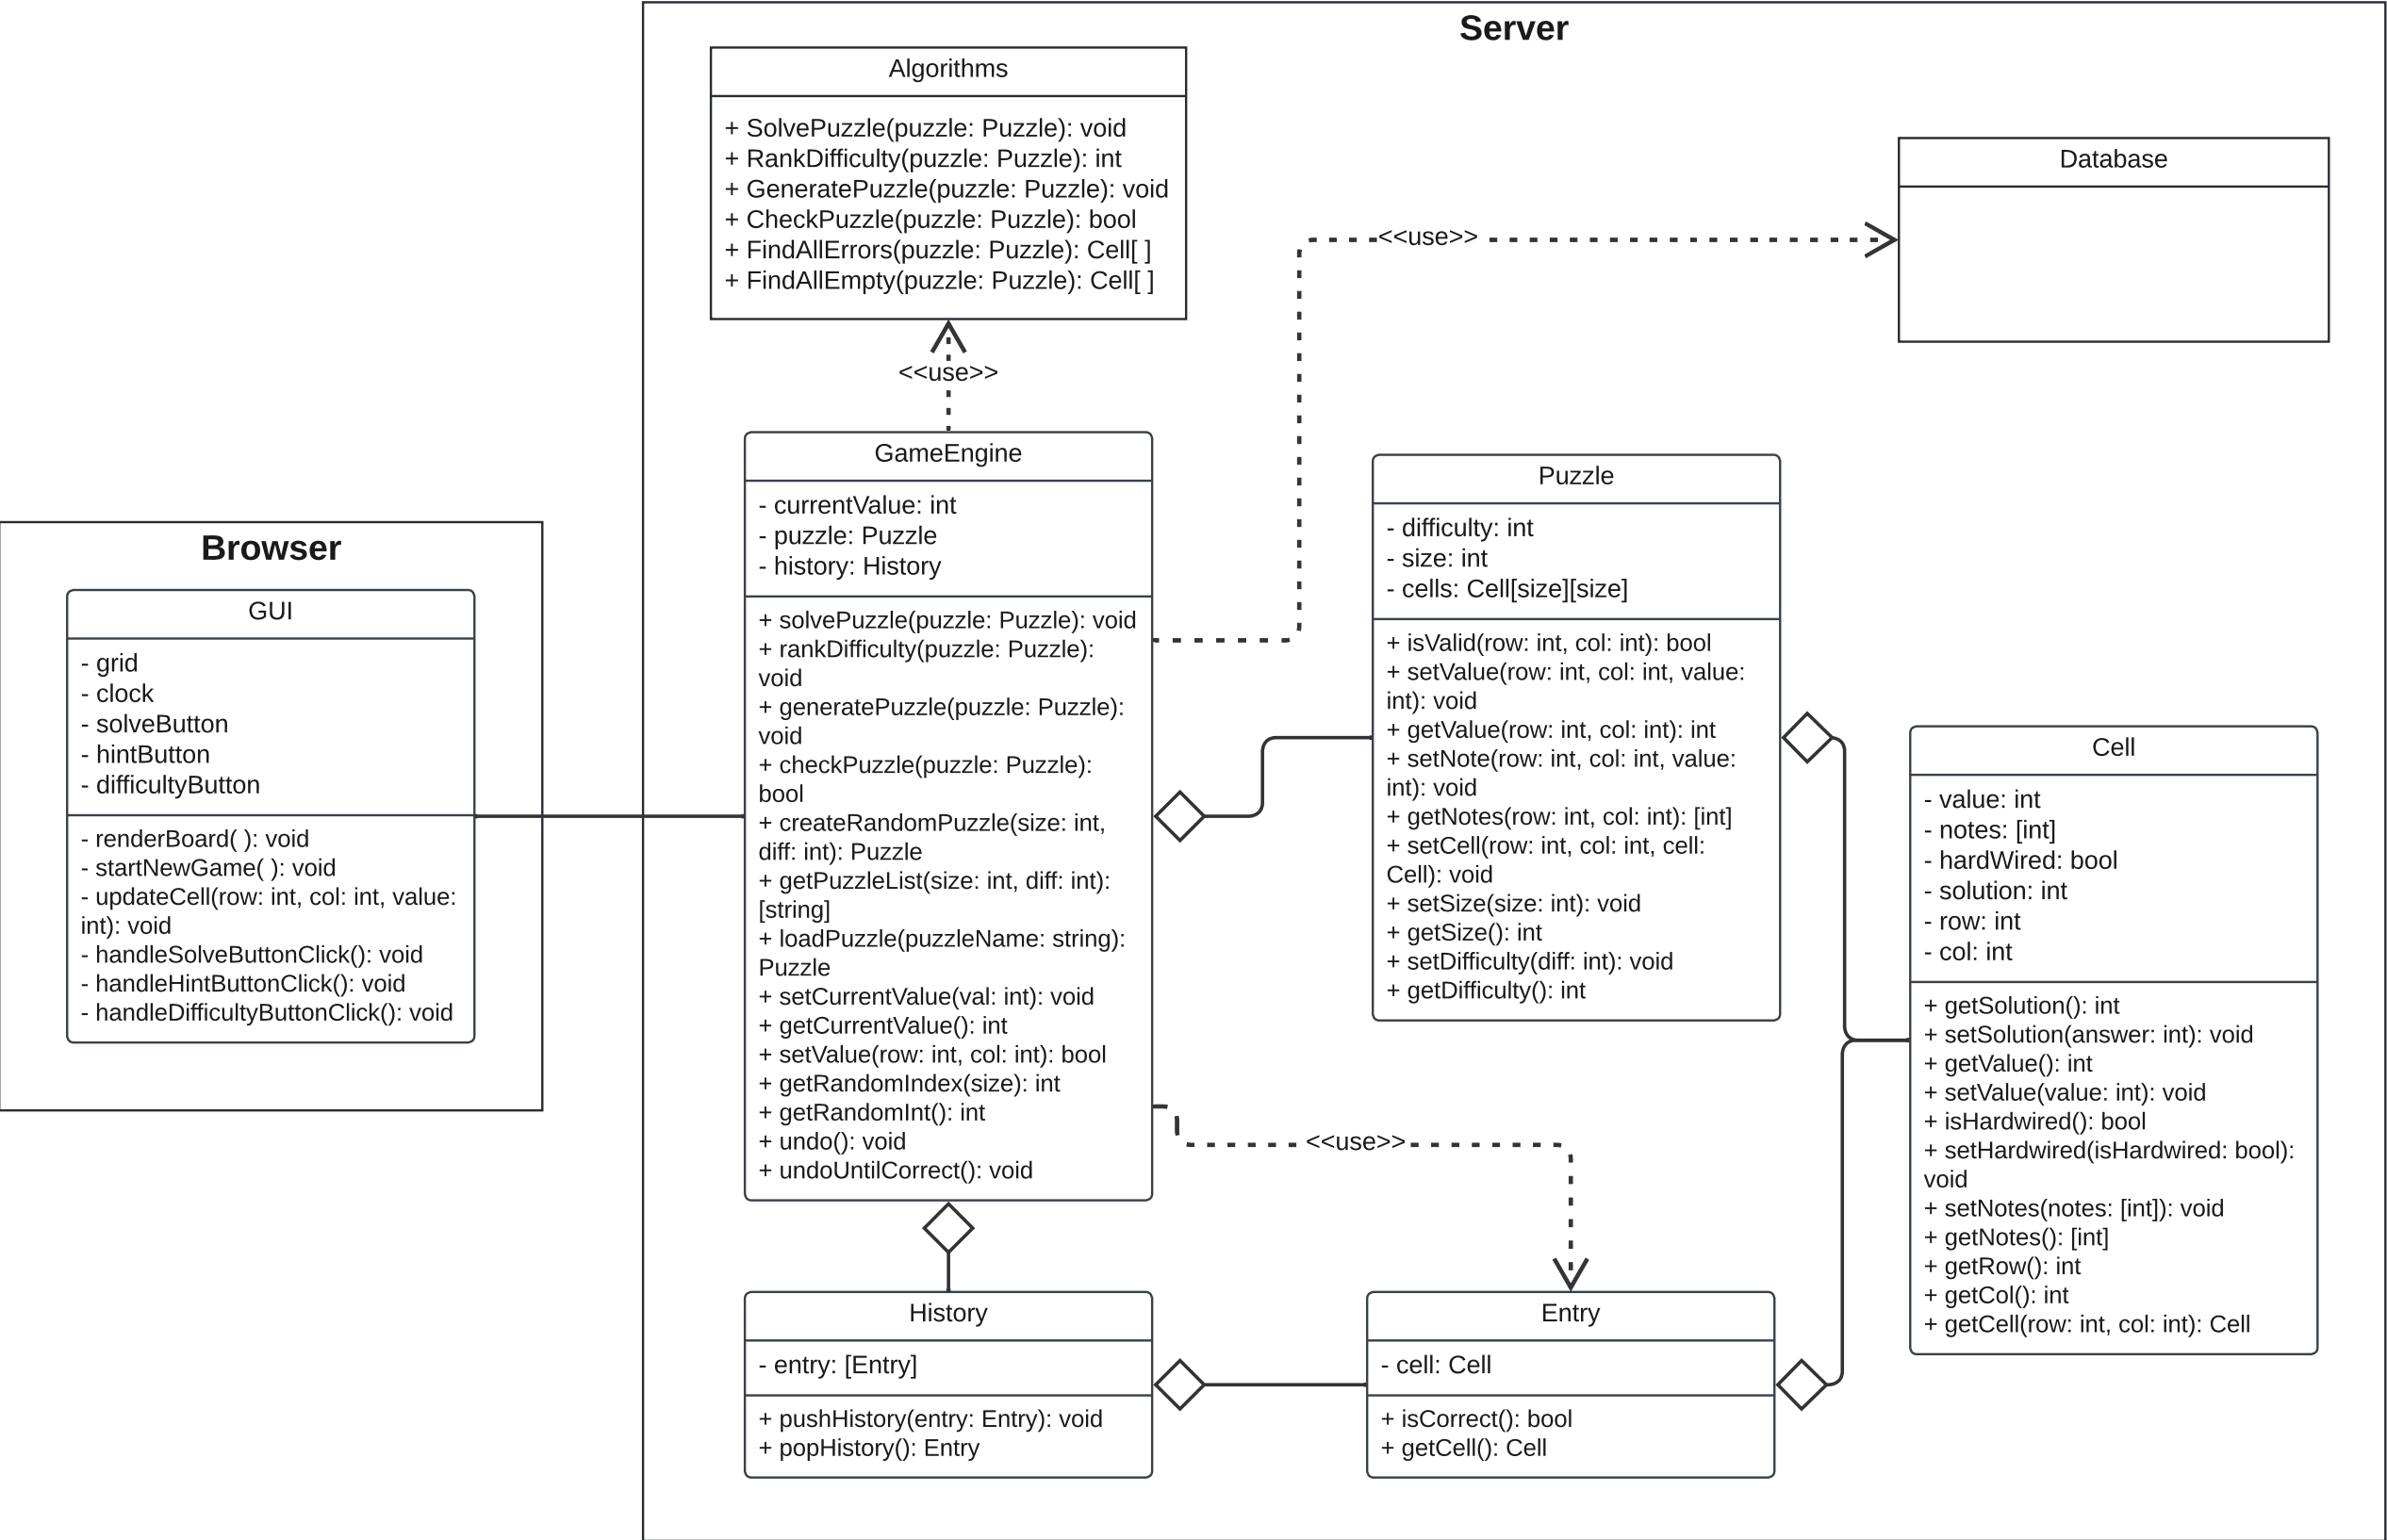 Server
Algorithms
+ SolvePuzzle(puzzle: Puzzle): void
+ RankDifficulty(puzzle: Puzzle): int
+ GeneratePuzzle(puzzle: Puzzle): void
+ CheckPuzzle(puzzle: Puzzle): bool
+ FindAllErrors(puzzle: Puzzle): Cell[ ]
+ FindAllEmpty(puzzle: Puzzle): Cell[ ]
Database
<<use>>
<<use>>
GameEngine
- currentValue: int
- puzzle: Puzzle
- history: History
+ solvePuzzle(puzzle: Puzzle): void
+ rankDifficulty(puzzle: Puzzle):
void
+ generatePuzzle(puzzle: Puzzle):
void
+ checkPuzzle(puzzle: Puzzle):
bool
+ createRandomPuzzle(size: int,
diff: int): Puzzle
+ getPuzzleList(size: int, diff: int):
[string]
+ loadPuzzle(puzzleName: string):
Puzzle
+ setCurrentValue(val: int): void
+ getCurrentValue(): int
+ setValue(row: int, col: int): bool
+ getRandomIndex(size): int
+ getRandomInt(): int
+ undo(): void
+ undoUntilCorrect(): void
Puzzle
- difficulty: int
- size: int
- cells: Cell[size][size]
+ isValid(row: int, col: int): bool
+ setValue(row: int, col: int, value:
int): void
+ getValue(row: int, col: int): int
+ setNote(row: int, col: int, value:
int): void
+ getNotes(row: int, col: int): [int]
+ setCell(row: int, col: int, cell:
Cell): void
+ setSize(size: int): void
+ getSize(): int
+ setDifficulty(diff: int): void
+ getDifficulty(): int
Browser
GUI
- grid
- clock
- solveButton
- hintButton
- difficultyButton
- renderBoard( ): void
- startNewGame( ): void
- updateCell(row: int, col: int, value:
int): void
- handleSolveButtonClick(): void
- handleHintButtonClick(): void
- handleDifficultyButtonClick(): void
Cell
- value: int
- notes: [int]
- hardWired: bool
- solution: int
- row: int
- col: int
+ getSolution(): int
+ setSolution(answer: int): void
+ getValue(): int
+ setValue(value: int): void
+ isHardwired(): bool
+ setHardwired(isHardwired: bool):
void
+ setNotes(notes: [int]): void
+ getNotes(): [int]
+ getRow(): int
+ getCol(): int
+ getCell(row: int, col: int): Cell
<<use>>
History
- entry: [Entry]
+ pushHistory(entry: Entry): void
+ popHistory(): Entry
Entry
- cell: Cell
+ isCorrect(): bool
+ getCell(): Cell